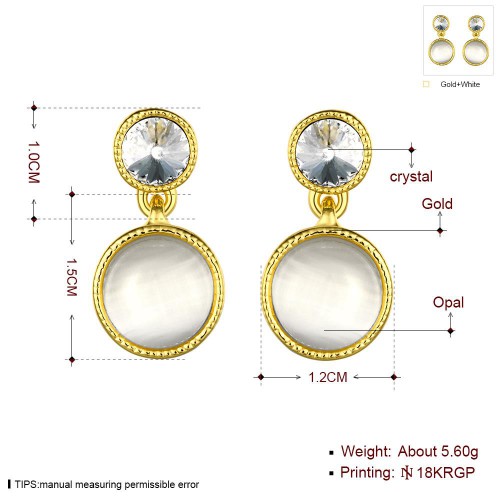 Gold+White
1.0CM
crystal
Gold
1.5CM
Opal
1.2CM
Weight: About 5.60g
Printing: N 18KRGP
TIPS:manual measuring permissible error